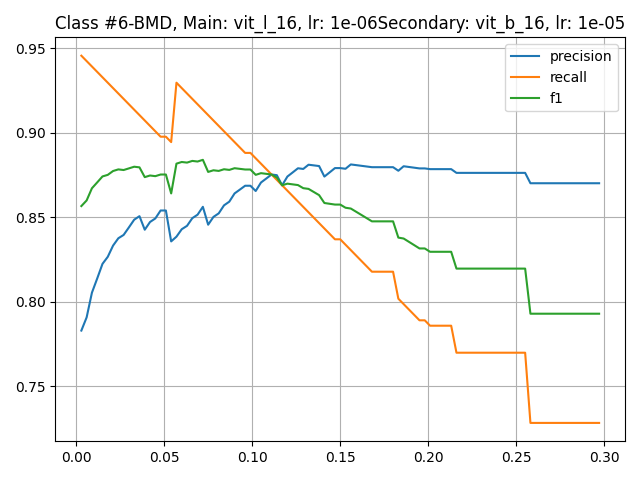 Class #6-BMD, Main: vit_l_16, lr: 1e-06Secondary: vit_b_16, lr: 1e-05
precision
recall
f1
0.95
0.90
0.85
0.80
0.75
0.00 0.05 0.10 0.15 0.20 0.25 0.30